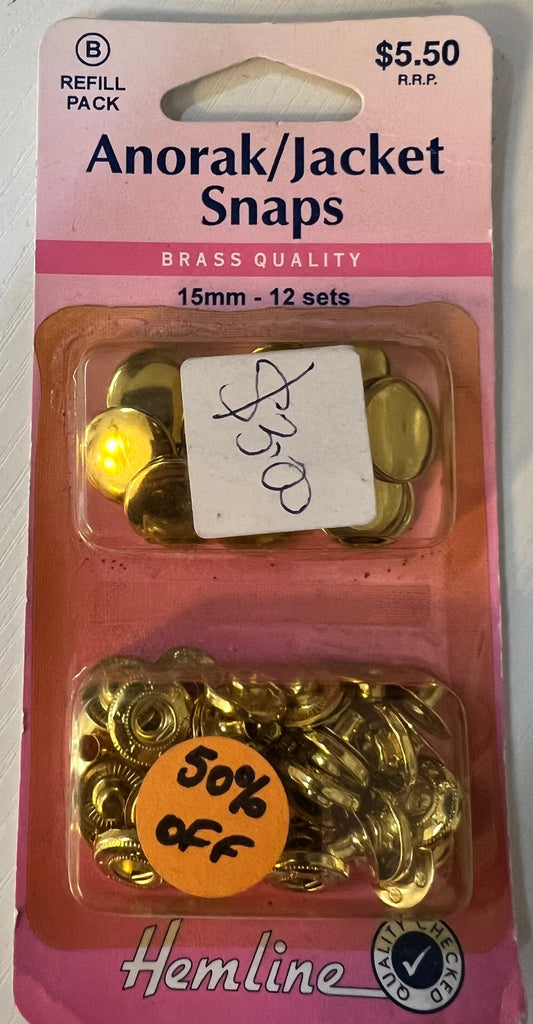 B
REFILL
PACK
$5.50
R.R.P.
Anorak/Jacket
Snaps
BRASS QUALITY
15mm - 12 sets
$3.00
50%
OFF
Hemline
QUALITY CHECKED